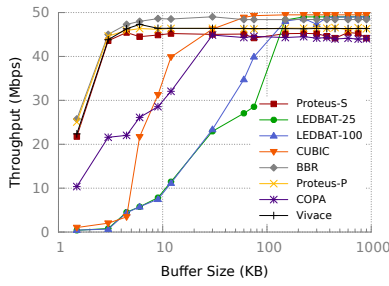 Throughput (Mbps)
50
40
30
20
10
0
Proteus-S
LEDBAT-25
LEDBAT-100
CUBIC
BBR
Proteus-P
COPA
Vivace
1
10
100
1000
Buffer Size (KB)